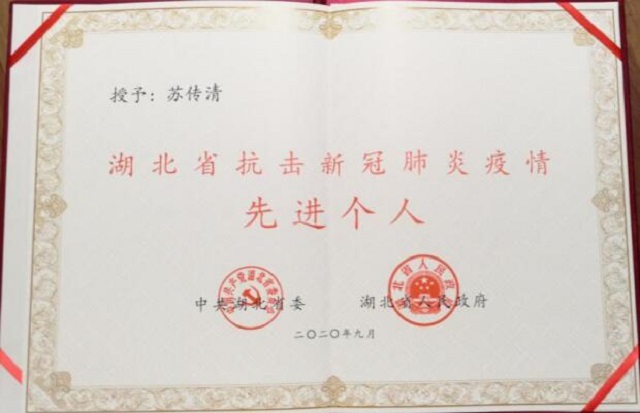 授予：苏传清
湖北省抗击新冠肺炎疫情
先进个人
中共湖北省委 湖北省人民政府
二〇二〇年九月